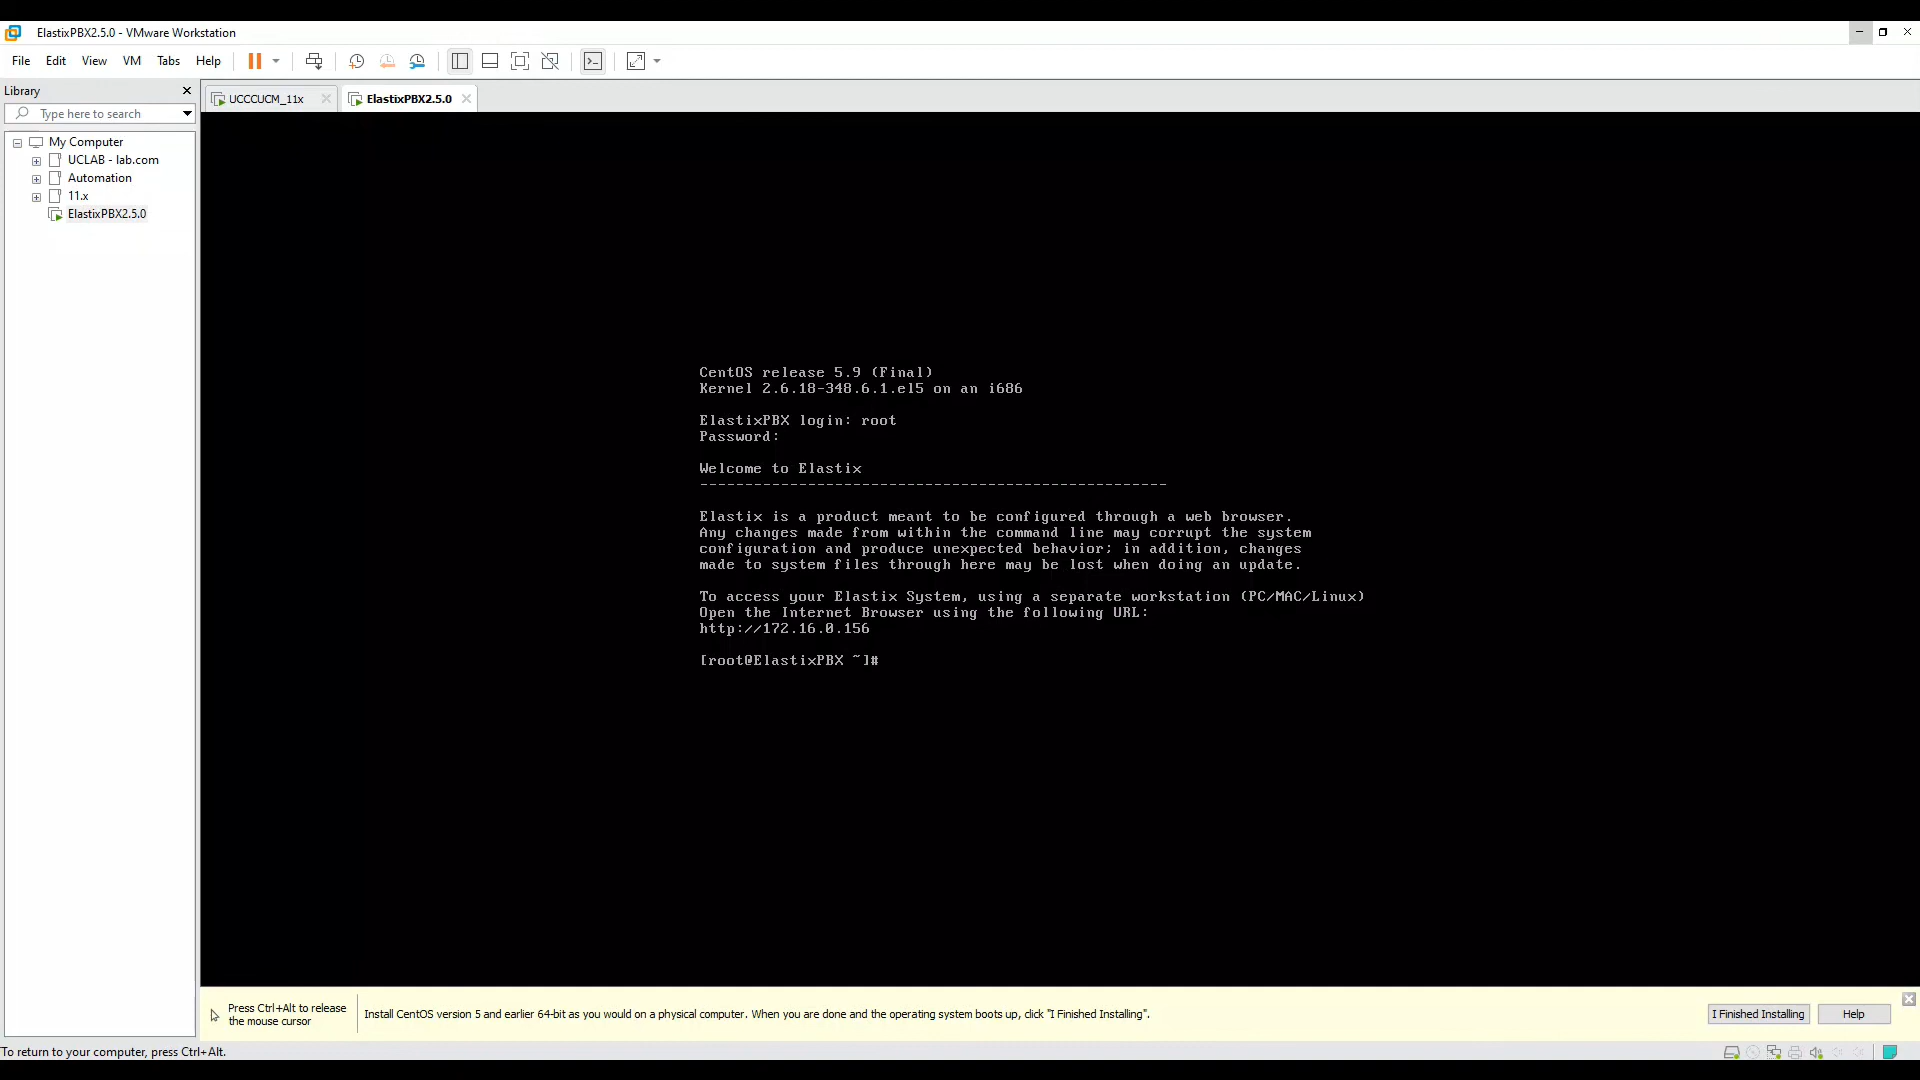 ElastixPBX2.5.0 - VMware Workstation
File Edit View VM Tabs Help
Library
Type here to search
My Computer
UCLAB - lab.com
Automation
11.x
ElastixPBX2.5.0
UCCCUCM_11x
ElastixPBX2.5.0
CentOS release 5.9 (Final)
Kernel 2.6.18-348.6.1.el5 on an i686
ElastixPBX login: root
Password:
Welcome to Elastix
----------------------------------------------------
Elastix is a product meant to be configured through a web browser.
Any changes made from within the command line may corrupt the system
configuration and produce unexpected behavior; in addition, changes
made to system files through here may be lost when doing an update.
To access your Elastix System, using a separate workstation (PC/MAC/Linux)
Open the Internet Browser using the following URL:
http://172.16.0.156
[root@ElastixPBX ~]#
Press Ctrl+Alt to release
the mouse cursor
Install CentOS version 5 and earlier 64-bit as you would on a physical computer. When you are done and the operating system boots up, click "I Finished Installing".
I Finished Installing
Help
To return to your computer, press Ctrl+Alt.